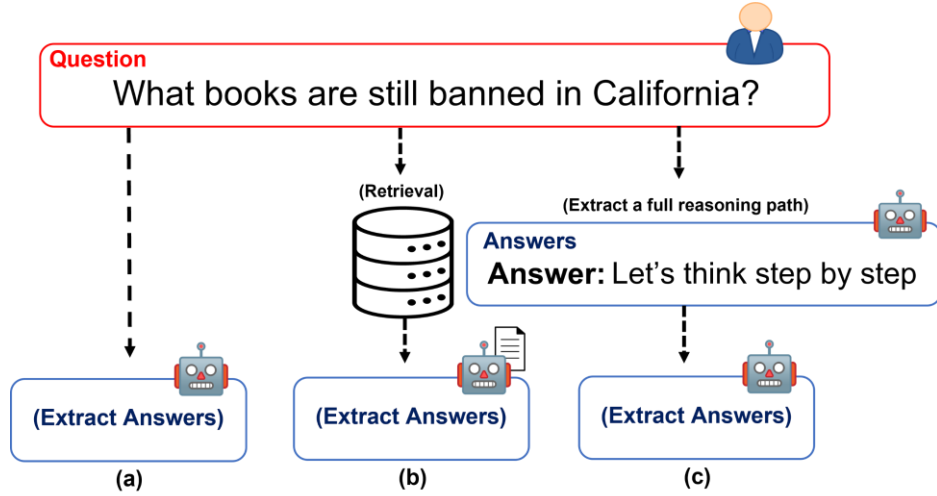 Question
What books are still banned in California?
(Retrieval)
(Extract a full reasoning path)
Answers
Answer: Let's think step by step
(Extract Answers)
(Extract Answers)
(Extract Answers)
(a)
(b)
(c)